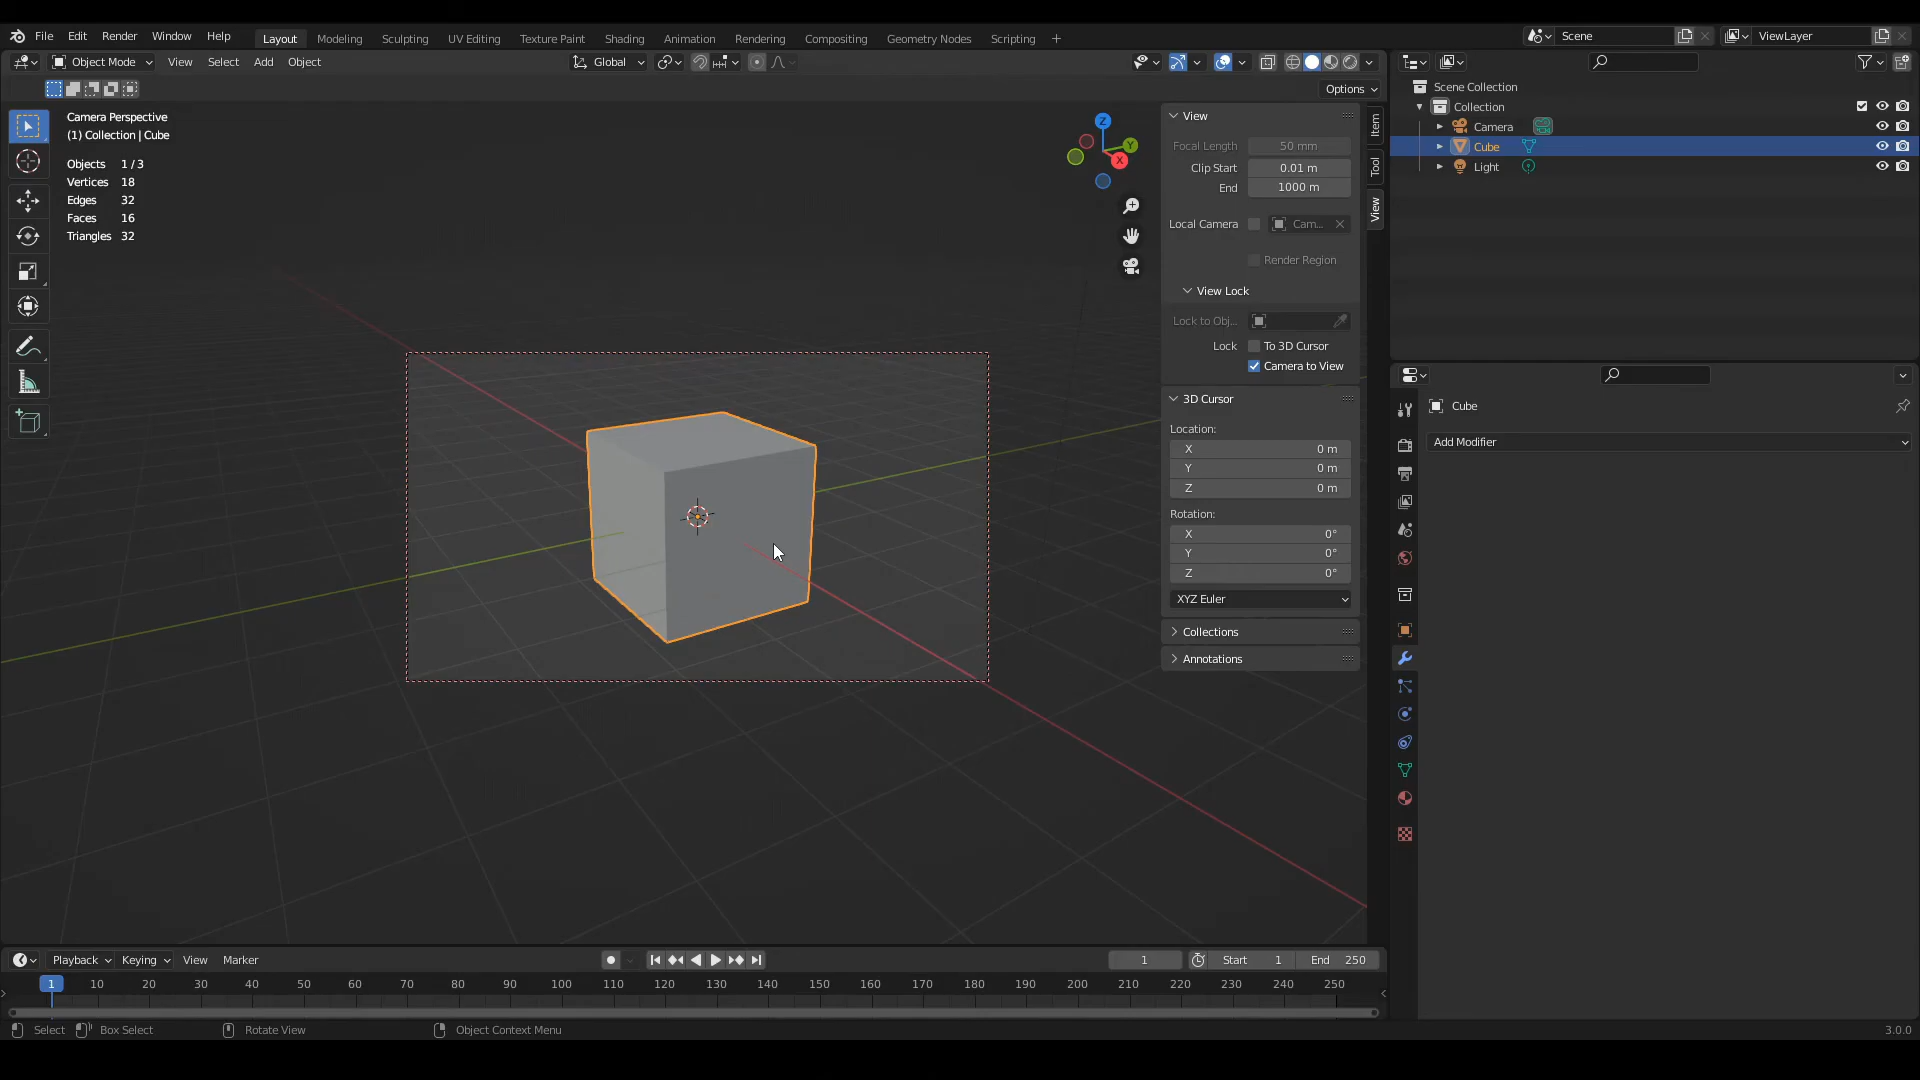 File Edit Render Window Help Layout Modeling Sculpting UV Editing Texture Paint Shading Animation Rendering Compositing Geometry Nodes Scripting + Scene ViewLayer
Object Mode View Select Add Object Global
Options
Camera Perspective
(1) Collection | Cube
Objects 1 / 3
Vertices 18
Edges 32
Faces 16
Triangles 32
Z
Y
X
View
Focal Length 50 mm
Clip Start 0.01 m
End 1000 m
Local Camera Cam...
Render Region
View Lock
Lock to Obj...
Lock To 3D Cursor
Camera to View
3D Cursor
Location:
X 0 m
Y 0 m
Z 0 m
Rotation:
X 0°
Y 0°
Z 0°
XYZ Euler
Collections
Annotations
Item
Tool
View
Scene Collection
Collection
Camera
Cube
Light
Cube
Add Modifier
Playback Keying View Marker 1 Start 1 End 250
1 10 20 30 40 50 60 70 80 90 100 110 120 130 140 150 160 170 180 190 200 210 220 230 240 250
Select Box Select Rotate View Object Context Menu 3.0.0